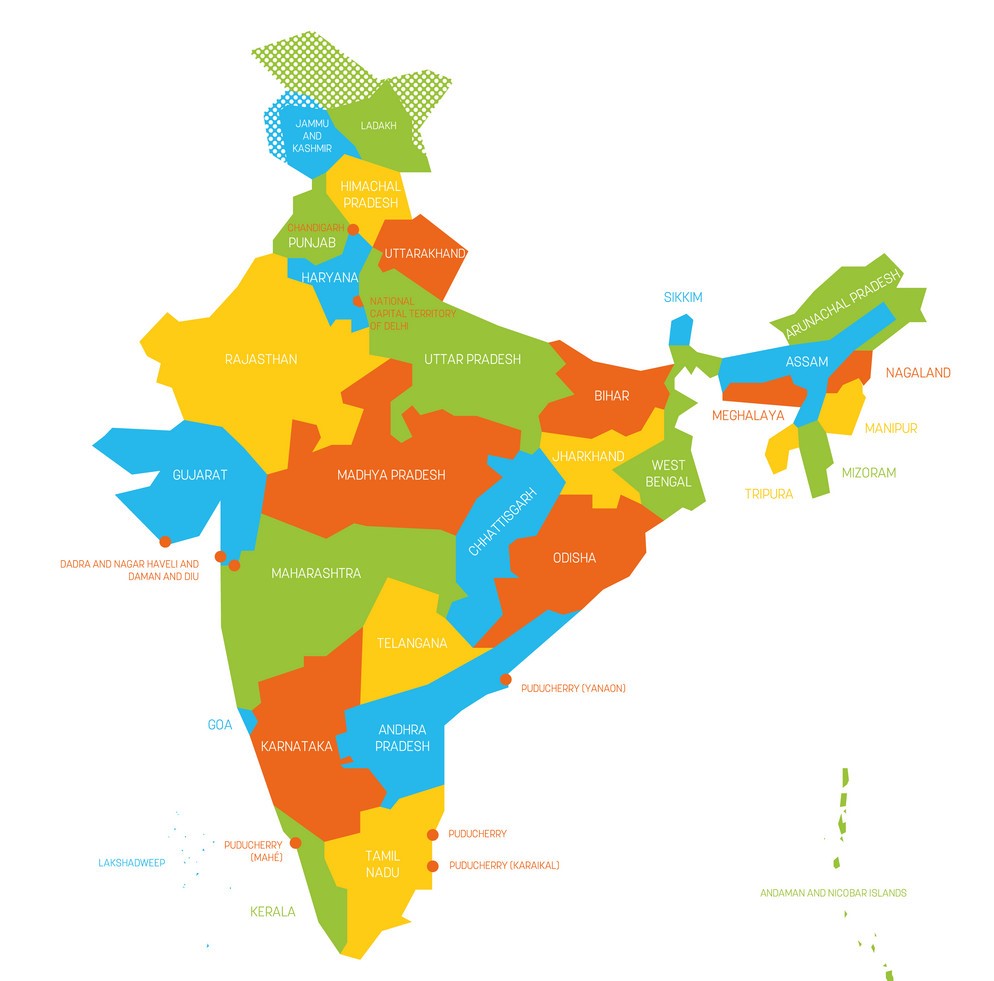 JAMMU
AND
KASHMIR
LADAKH
HIMACHAL
PRADESH
CHANDIGARH
PUNJAB
UTTARAKHAND
HARYANA
NATIONAL
CAPITAL TERRITORY
OF DELHI
SIKKIM
ARUNACHAL PRADESH
RAJASTHAN
UTTAR PRADESH
ASSAM
NAGALAND
BIHAR
MEGHALAYA
MANIPUR
GUJARAT
MADHYA PRADESH
JHARKHAND
WEST
BENGAL
MIZORAM
TRIPURA
CHHATTISGARH
DADRA AND NAGAR HAVELI AND
DAMAN AND DIU
MAHARASHTRA
ODISHA
TELANGANA
PUDUCHERRY (YANAON)
GOA
KARNATAKA
ANDHRA
PRADESH
PUDUCHERRY
PUDUCHERRY
(MAHÉ)
LAKSHADWEEP
TAMIL
NADU
PUDUCHERRY (KARAIKAL)
ANDAMAN AND NICOBAR ISLANDS
KERALA